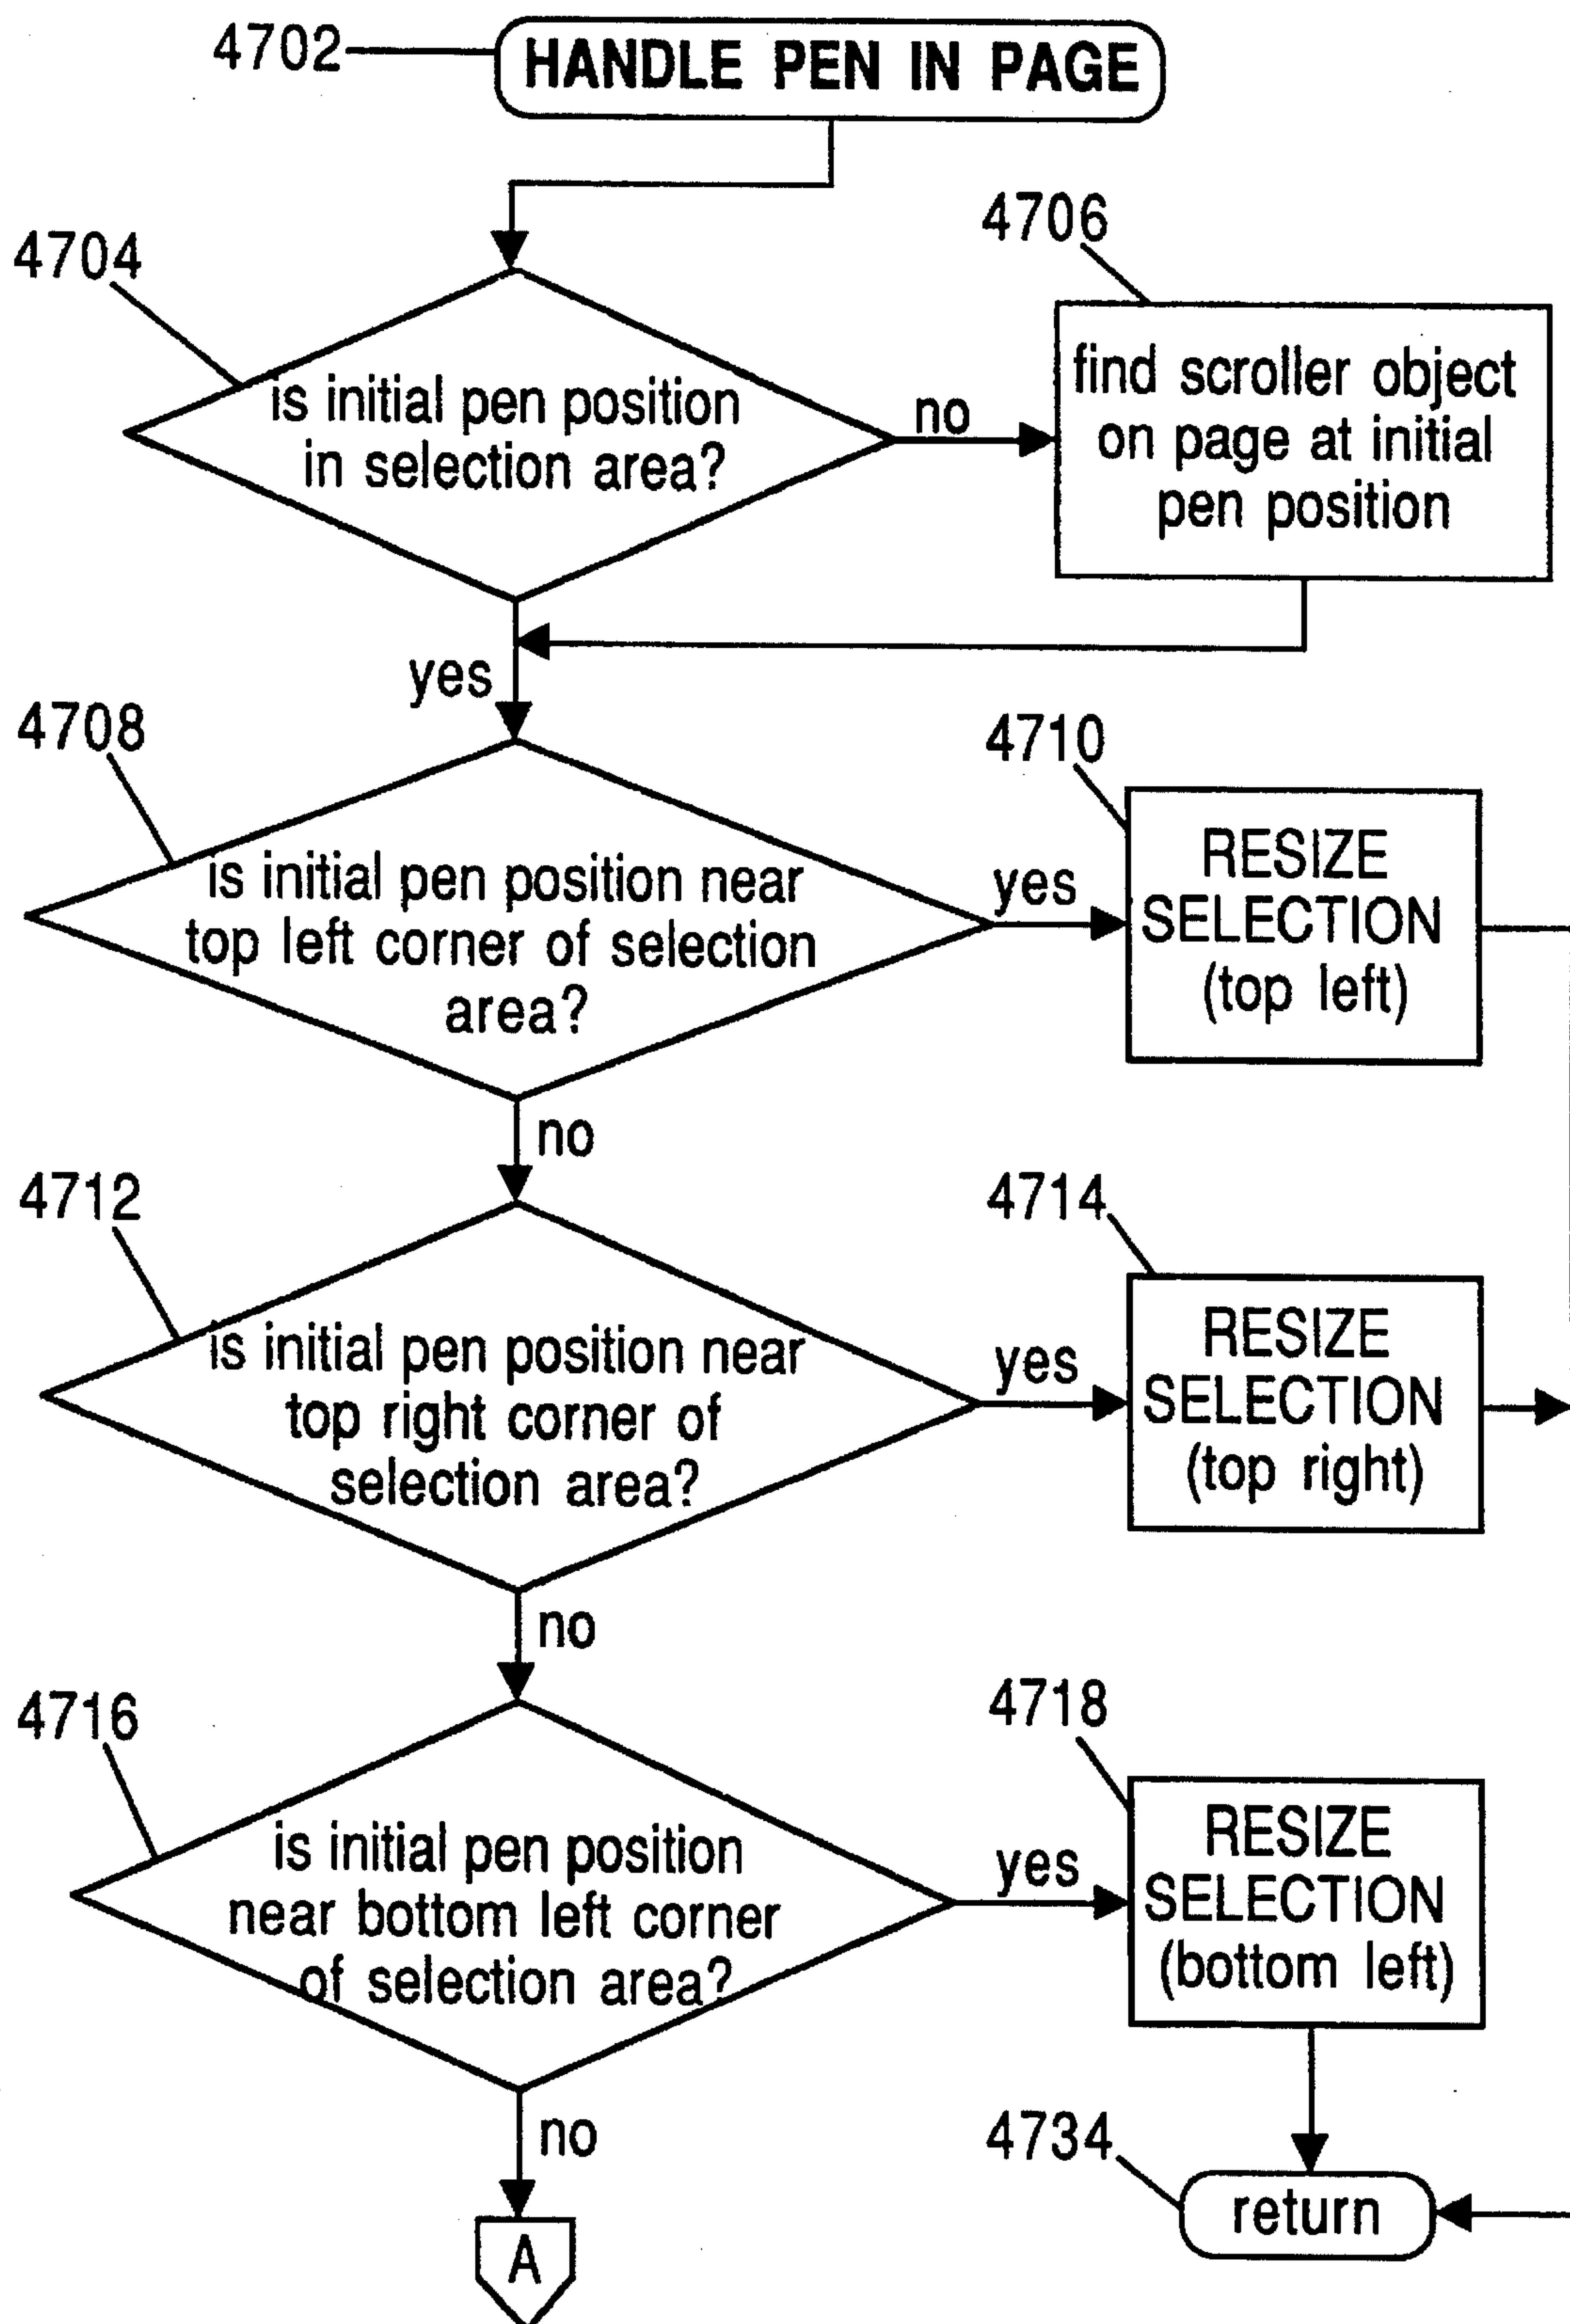 4702
HANDLE PEN IN PAGE
4704
is initial pen position
in selection area?
no
4706
find scroller object
on page at initial
pen position
yes
4708
is initial pen position near
top left corner of selection
area?
yes
4710
RESIZE
SELECTION
(top left)
no
4712
is initial pen position near
top right corner of
selection area?
yes
4714
RESIZE
SELECTION
(top right)
no
4716
is initial pen position
near bottom left corner
of selection area?
yes
4718
RESIZE
SELECTION
(bottom left)
no
A
4734
return